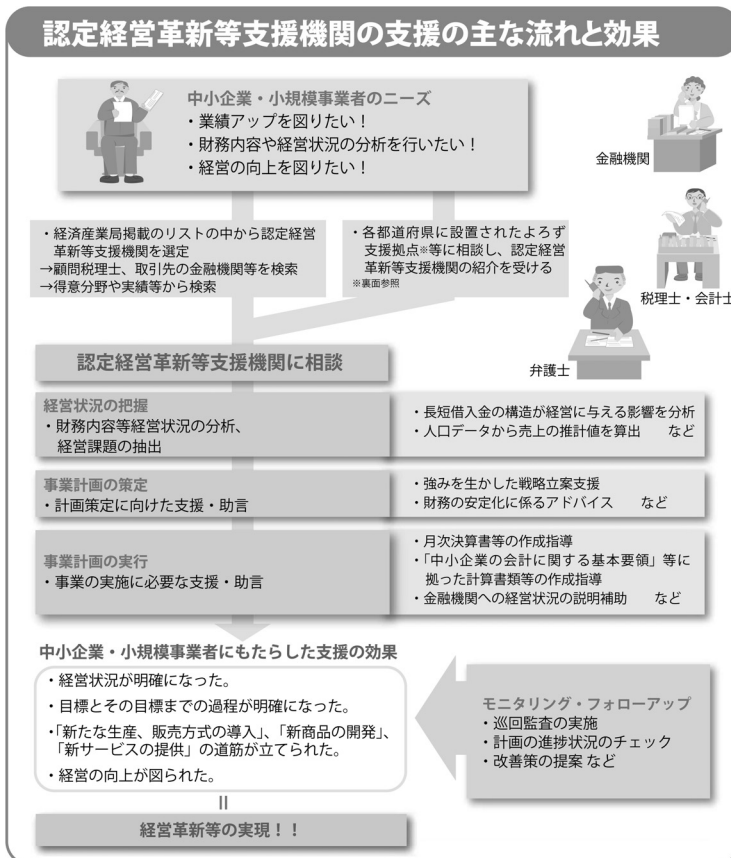 認定経営革新等支援機関の支援の主な流れと効果
中小企業・小規模事業者のニーズ
・業績アップを図りたい！
・財務内容や経営状況の分析を行いたい！
・経営の向上を図りたい！
金融機関
税理士・会計士
弁護士
・経済産業局掲載のリストの中から認定経営
革新等支援機関を選定
→顧問税理士、取引先の金融機関等を検索
→得意分野や実績等から検索
・各都道府県に設置されたよろず
支援拠点※等に相談し、認定経営
革新等支援機関の紹介を受ける
※裏面参照
認定経営革新等支援機関に相談
経営状況の把握
・財務内容等経営状況の分析、
経営課題の抽出
・長短借入金の構造が経営に与える影響を分析
・人口データから売上の推計値を算出　など
事業計画の策定
・計画策定に向けた支援・助言
・強みを生かした戦略立案支援
・財務の安定化に係るアドバイス　など
事業計画の実行
・事業の実施に必要な支援・助言
・月次決算書等の作成指導
・「中小企業の会計に関する基本要領」等に
拠った計算書類等の作成指導
・金融機関への経営状況の説明補助　など
中小企業・小規模事業者にもたらした支援の効果
・経営状況が明確になった。
・目標とその目標までの過程が明確になった。
・「新たな生産、販売方式の導入」、「新商品の開発」、
「新サービスの提供」の道筋が立てられた。
・経営の向上が図られた。
モニタリング・フォローアップ
・巡回監査の実施
・計画の進捗状況のチェック
・改善策の提案 など
＝
経営革新等の実現！！